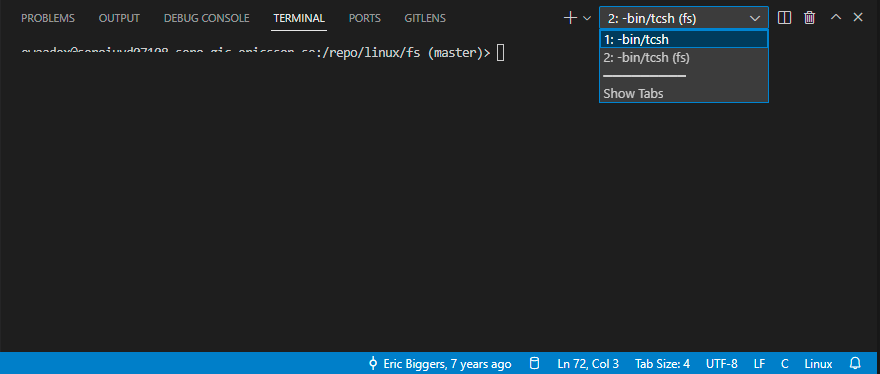 PROBLEMS OUTPUT DEBUG CONSOLE TERMINAL PORTS GITLENS
2: -bin/tcsh (fs)
:/repo/linux/fs (master)>
1: -bin/tcsh
2: -bin/tcsh (fs)
Show Tabs
Eric Biggers, 7 years ago Ln 72, Col 3 Tab Size: 4 UTF-8 LF C Linux